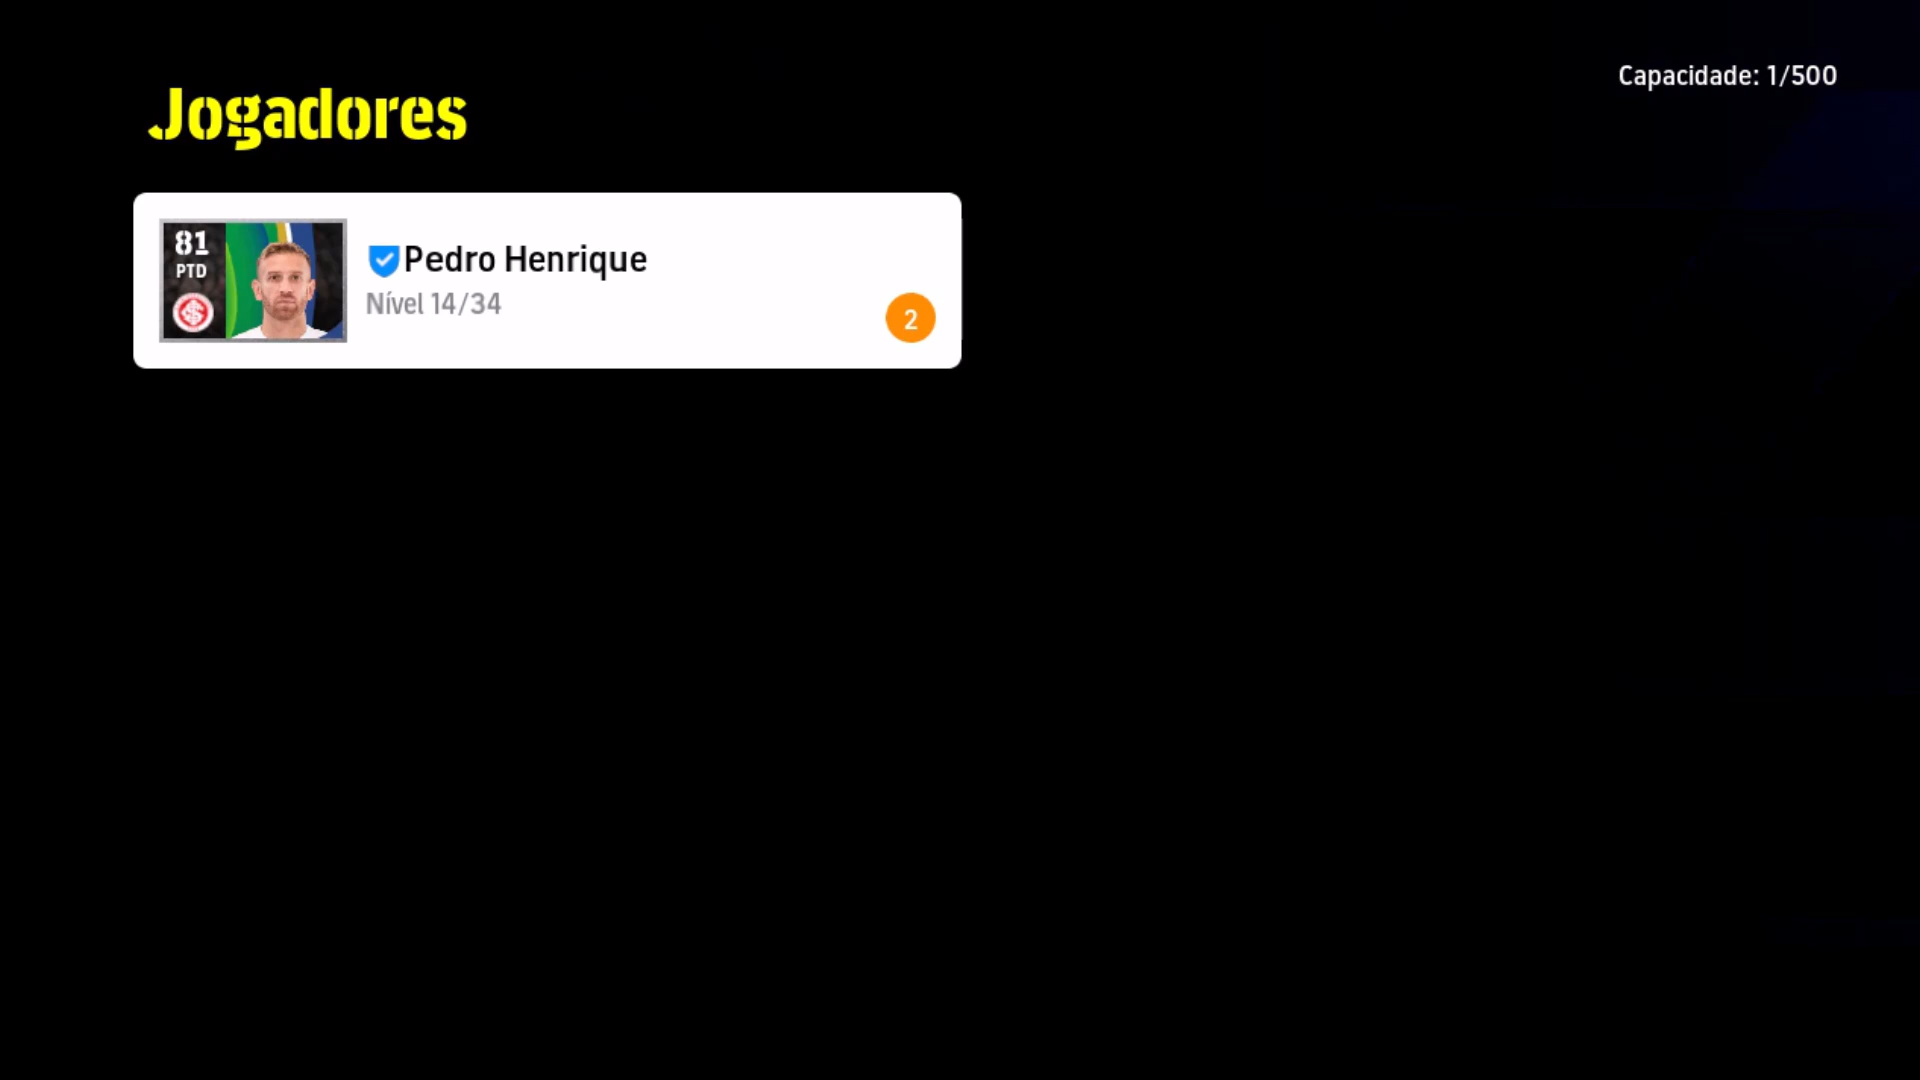 Capacidade: 1/500
Jogadores
81
PTD
Pedro Henrique
Nível 14/34
2